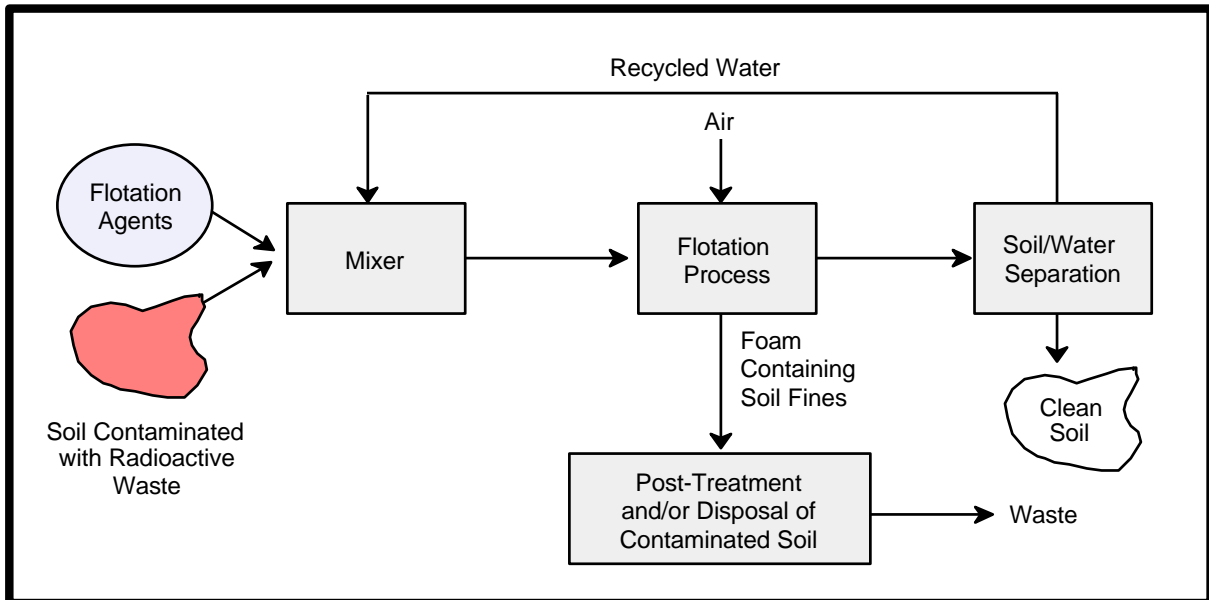 Recycled Water
Air
Flotation
Agents
Mixer
Flotation
Process
Soil/Water
Separation
Foam
Containing
Soil Fines
Clean
Soil
Soil Contaminated
with Radioactive
Waste
Post-Treatment
and/or Disposal of
Contaminated Soil
Waste